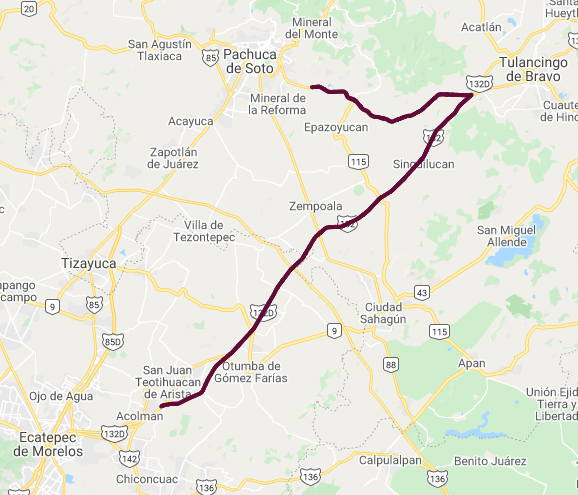 20
Mineral
del Monte
Acatlán
Santa
Hueyt
San Agustín
Tlaxiaca
85
Pachuca
de Soto
Tulancingo
de Bravo
132D
Mineral de
la Reforma
Cuaute
de Hino
Acayuca
Epazoyucan
132
Zapotlán
de Juárez
115
Singuilucan
Zempoala
132
Villa de
Tezontepec
San Miguel
Allende
Tizayuca
mpango
campo
9
85
43
132D
Ciudad
Sahagún
85D
9
115
San Juan
Teotihuacan
de Arista
Otumba de
Gómez Farías
88
Apan
Ojo de Agua
Unión Ejid
Tierra y
Libertad
Acolman
132D
Ecatepec
de Morelos
142
Calpulalpan
Benito Juárez
Chiconcuac
136
136
136
136